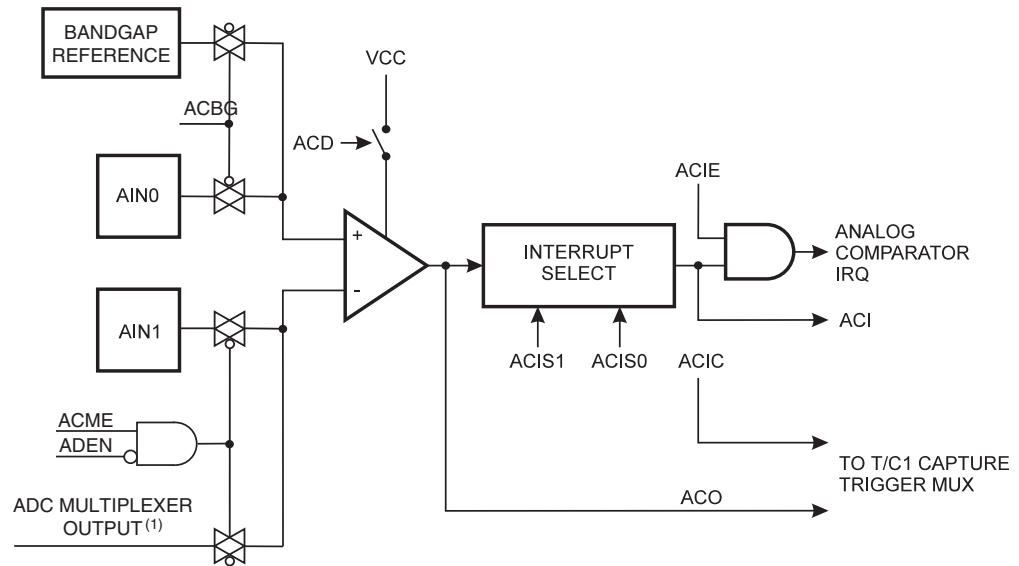 BANDGAP
REFERENCE
ACBG
VCC
ACD
AIN0
ACIE
+
-
INTERRUPT
SELECT
ANALOG
COMPARATOR
IRQ
AIN1
ACI
ACIS1
ACIS0
ACIC
ACME
ADEN
TO T/C1 CAPTURE
TRIGGER MUX
ACO
ADC MULTIPLEXER
OUTPUT(1)